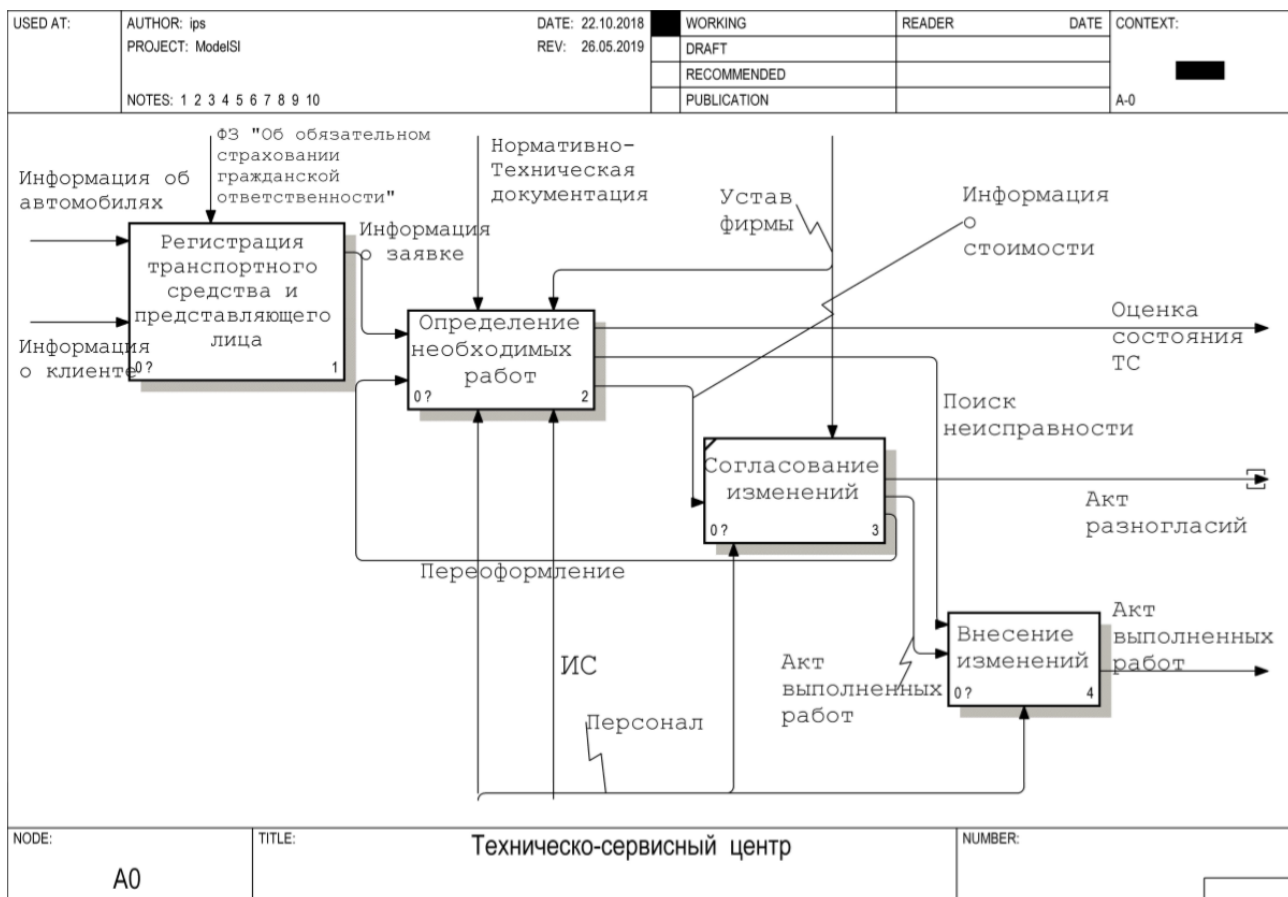 USED AT:
AUTHOR: ips
DATE: 22.10.2018
PROJECT: ModelSI
REV: 26.05.2019
NOTES: 1 2 3 4 5 6 7 8 9 10
WORKING
DRAFT
RECOMMENDED
PUBLICATION
READER
DATE
CONTEXT:
A-0
ФЗ "Об обязательном
страховании
гражданской
ответственности"
Нормативно-
Техническая
документация
Устав
фирмы
Информация
о
стоимости
Информация об
автомобилях
Информация
о клиенте
Регистрация
транспортного
средства и
представляющего
лица
0 ?
1
Информация
о заявке
Определение
необходимых
работ
0 ?
2
Оценка
состояния
ТС
Поиск
неисправности
Согласование
изменений
0 ?
3
Акт
разногласий
Переоформление
Внесение
изменений
0 ?
4
Акт
выполненных
работ
Акт
выполненных
работ
ИС
Персонал
NODE:
A0
TITLE:
Техническо-сервисный центр
NUMBER: